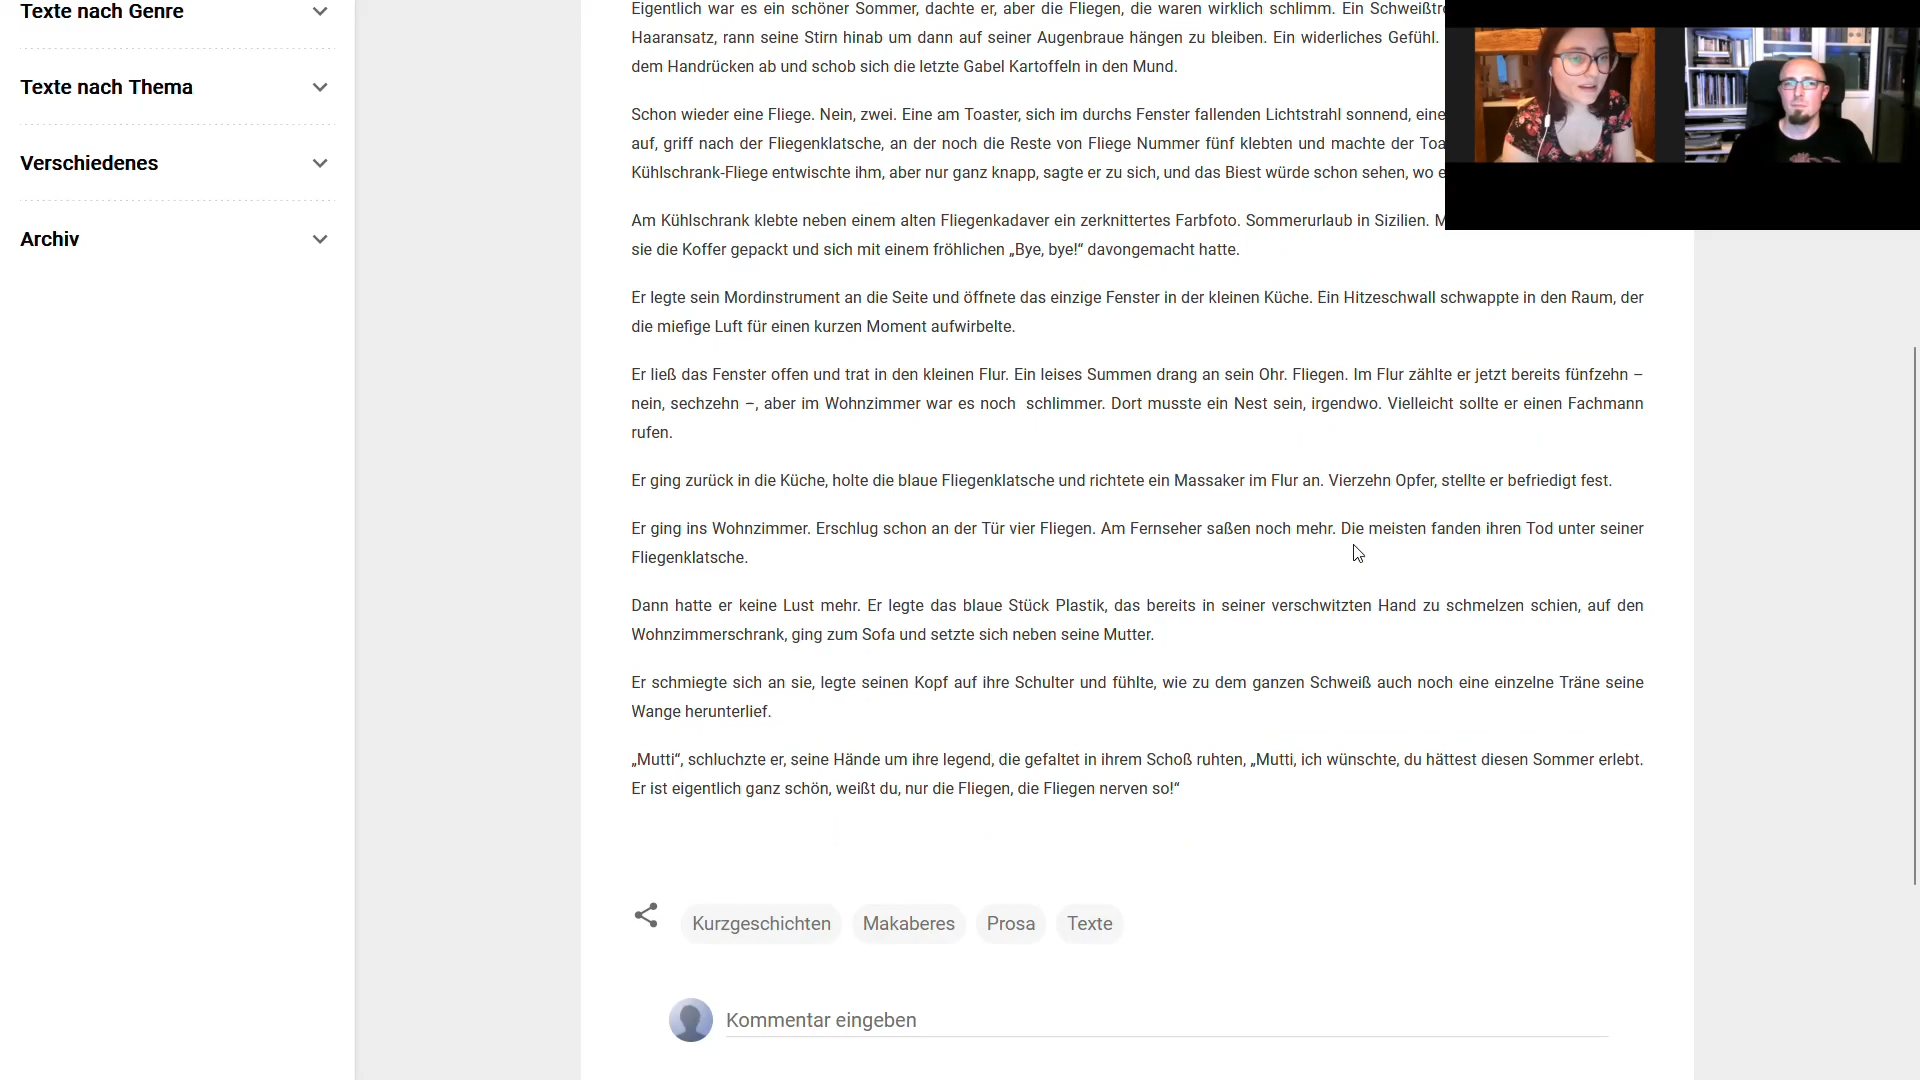 Texte nach Genre
Texte nach Thema
Verschiedenes
Archiv
Eigentlich war es ein schöner Sommer, dachte er, aber die Fliegen, die waren wirklich schlimm. Ein
Haaransatz, rann seine Stirn hinab um dann auf seiner Augenbraue hängen zu bleiben. Ein widerliches Gefühl.
dem Handrücken ab und schob sich die letzte Gabel Kartoffeln in den Mund.
Schon wieder eine Fliege. Nein, zwei. Eine am Toaster, sich im durchs Fenster fallenden Lichtstrahl sonnend, eine
auf, griff nach der Fliegenklatsche, an der noch die Reste von Fliege Nummer fünf klebten und machte der
Kühlschrank-Fliege entwischte ihm, aber nur ganz knapp, sagte er zu sich, und das Biest würde schon sehen, wo
Am Kühlschrank klebte neben einem alten Fliegenkadaver ein zerknittertes Farbfoto. Sommerurlaub in Sizilien.
sie die Koffer gepackt und sich mit einem fröhlichen „Bye, bye!“ davongemacht hatte.
Er legte sein Mordinstrument an die Seite und öffnete das einzige Fenster in der kleinen Küche. Ein Hitzeschwall schwappte in den Raum, der
die miefige Luft für einen kurzen Moment aufwirbelte.
Er ließ das Fenster offen und trat in den kleinen Flur. Ein leises Summen drang an sein Ohr. Fliegen. Im Flur zählte er jetzt bereits fünfzehn –
nein, sechzehn –, aber im Wohnzimmer war es noch schlimmer. Dort musste ein Nest sein, irgendwo. Vielleicht sollte er einen Fachmann
rufen.
Er ging zurück in die Küche, holte die blaue Fliegenklatsche und richtete ein Massaker im Flur an. Vierzehn Opfer, stellte er befriedigt fest.
Er ging ins Wohnzimmer. Erschlug schon an der Tür vier Fliegen. Am Fernseher saßen noch mehr. Die meisten fanden ihren Tod unter seiner
Fliegenklatsche.
Dann hatte er keine Lust mehr. Er legte das blaue Stück Plastik, das bereits in seiner verschwitzten Hand zu schmelzen schien, auf den
Wohnzimmerschrank, ging zum Sofa und setzte sich neben seine Mutter.
Er schmiegte sich an sie, legte seinen Kopf auf ihre Schulter und fühlte, wie zu dem ganzen Schweiß auch noch eine einzelne Träne seine
Wange herunterlief.
„Mutti“, schluchzte er, seine Hände um ihre legend, die gefaltet in ihrem Schoß ruhten, „Mutti, ich wünschte, du hättest diesen Sommer erlebt.
Er ist eigentlich ganz schön, weißt du, nur die Fliegen, die Fliegen nerven so!“
Kurzgeschichten Makaberes Prosa Texte
Kommentar eingeben